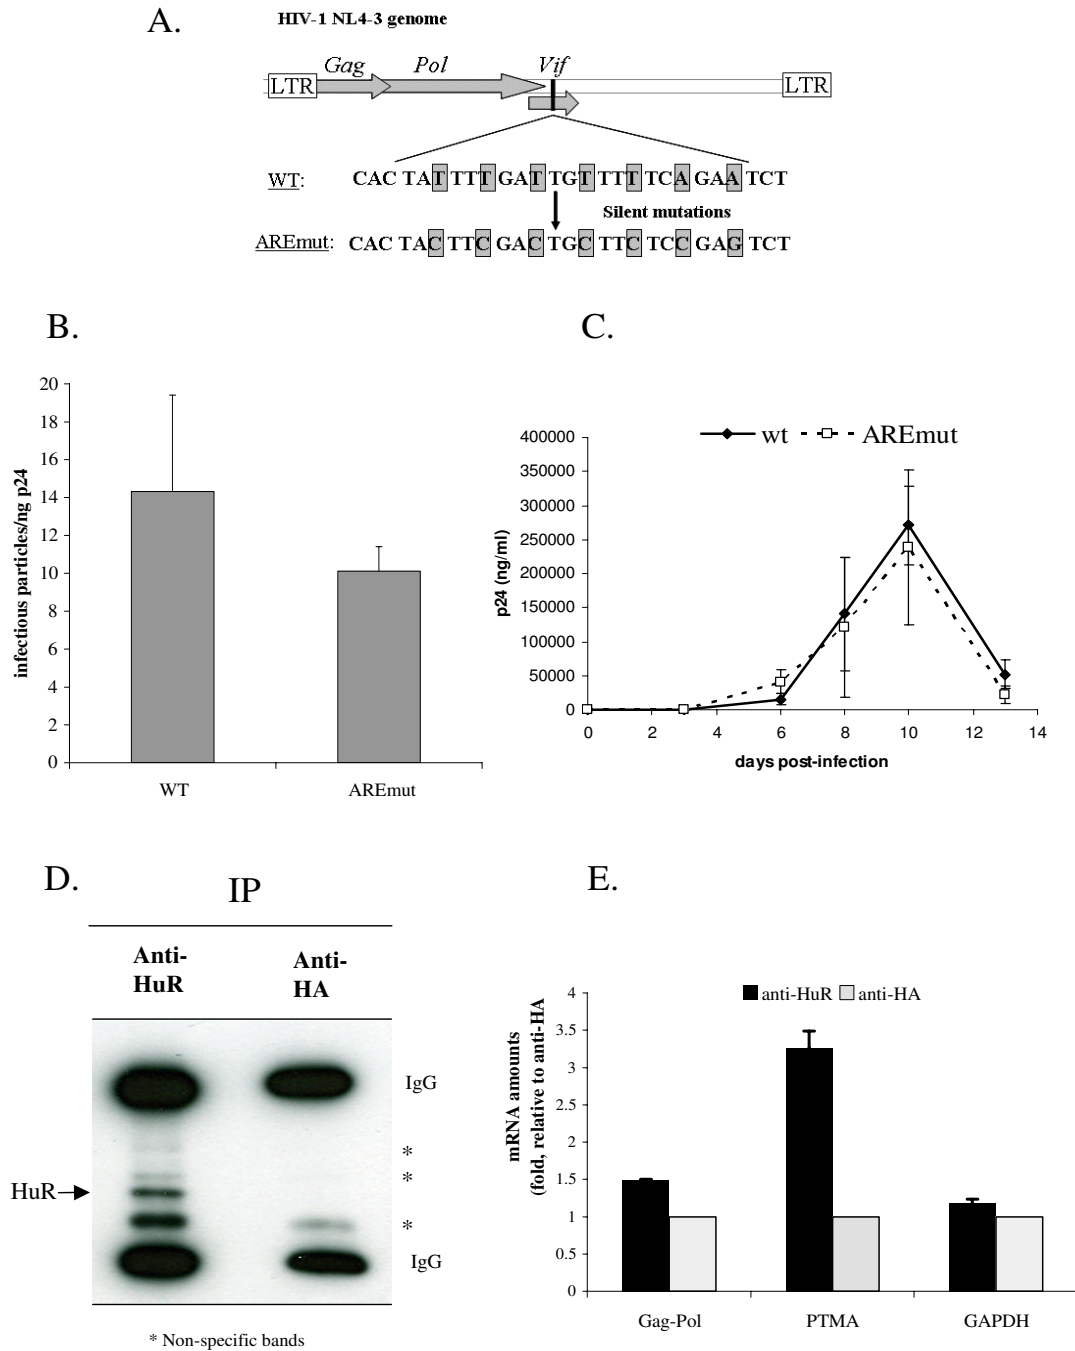 A.
HIV-1 NL4-3 genome
Gag Pol Vif
LTR LTR
WT: CAC TAT TTT GAT TGT TTT TCA GAA TCT
Silent mutations
AREmut: CAC TAC TTC GAC TGC TTC TCC GAG TCT
B.
20
18
16
14
12
10
8
6
4
2
0
infectious particles/ng p24
WT AREmut
C.
wt AREmut
400000
350000
300000
250000
200000
150000
100000
50000
0
p24 (ng/ml)
0 2 4 6 8 10 12 14
days post-infection
D.
IP
Anti-
HuR
Anti-
HA
IgG
*
*
HuR
*
IgG
* Non-specific bands
E.
anti-HuR anti-HA
4
3.5
3
2.5
2
1.5
1
0.5
0
mRNA amounts
(fold, relative to anti-HA
Gag-Pol PTMA GAPDH